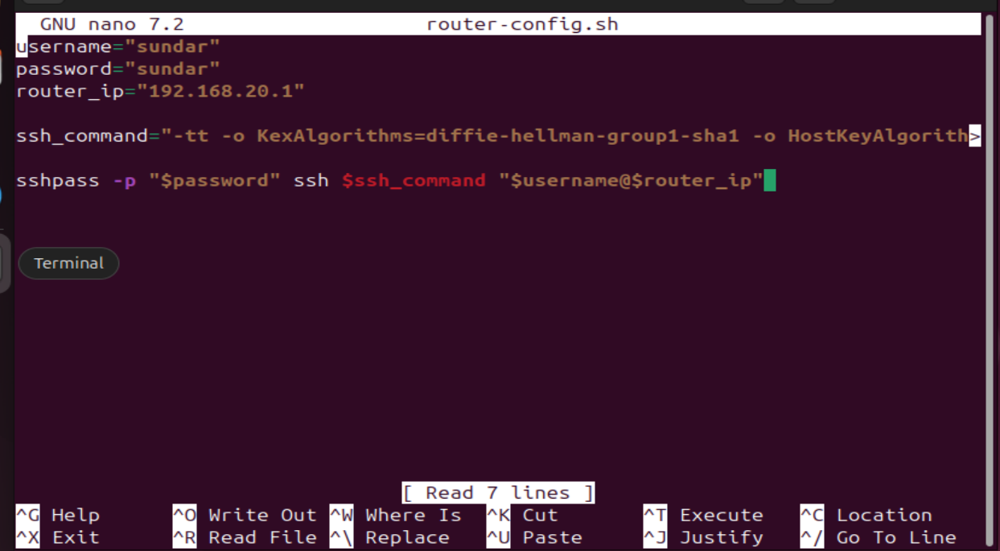 GNU nano 7.2 router-config.sh
username="sundar"
password="sundar"
router_ip="192.168.20.1"
ssh_command="-tt -o KexAlgorithms=diffie-hellman-group1-sha1 -o HostKeyAlgorith>
sshpass -p "$password" ssh $ssh_command "$username@$router_ip"
Terminal
[ Read 7 lines ]
^G Help ^O Write Out ^W Where Is ^K Cut ^T Execute ^C Location
^X Exit ^R Read File ^\ Replace ^U Paste ^J Justify ^/ Go To Line